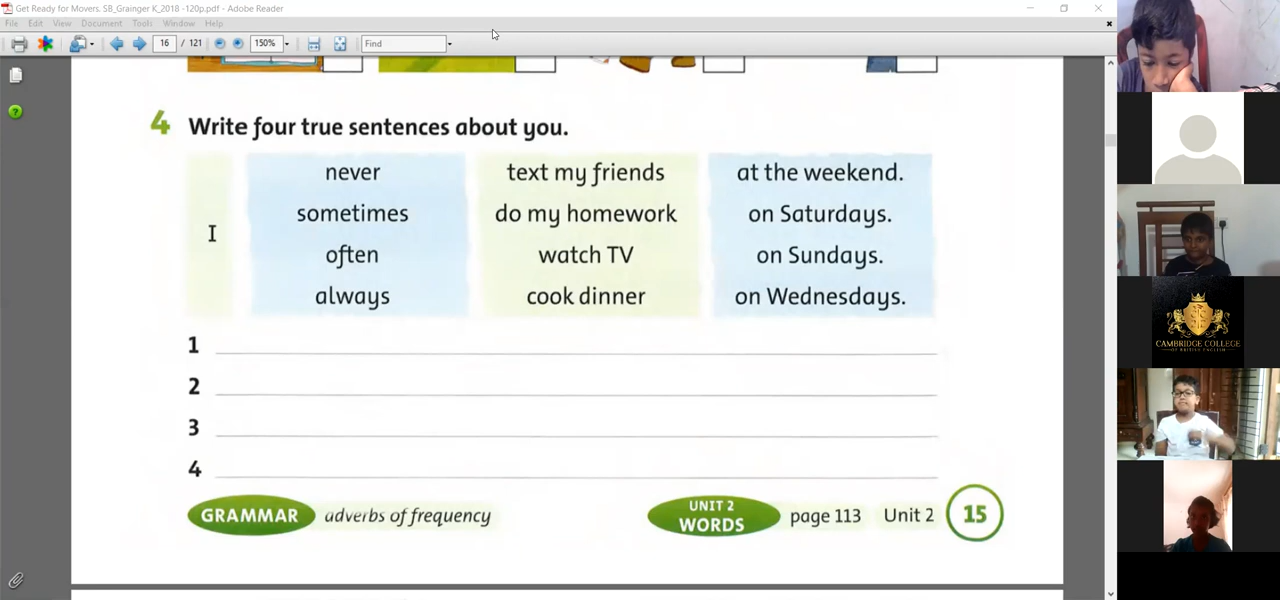 Get Ready for Movers. SB_Grainger K_2018 -120p.pdf - Adobe Reader
File Edit View Document Tools Window Help
16 / 121 150% Find
4 Write four true sentences about you.
I
never text my friends at the weekend.
sometimes do my homework on Saturdays.
often watch TV on Sundays.
always cook dinner on Wednesdays.
1
2
3
4
GRAMMAR adverbs of frequency UNIT 2 WORDS page 113 Unit 2 15
CAMBRIDGE COLLEGE
OF BRITISH ENGLISH